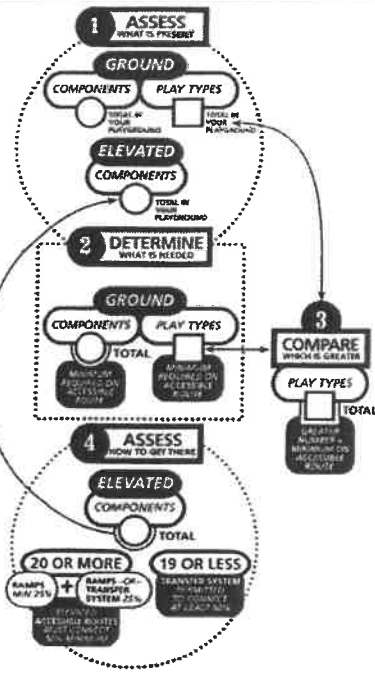 1 ASSESS
WHAT IS PRESENT
GROUND
COMPONENTS
PLAY TYPES
TOTAL IN
YOUR
PLAYGROUND
TOTAL IN
YOUR
PLAYGROUND
ELEVATED
COMPONENTS
TOTAL IN
YOUR
PLAYGROUND
2 DETERMINE
WHAT IS NEEDED
GROUND
COMPONENTS
PLAY TYPES
TOTAL
MINIMUM
REQUIRED ON
ACCESSIBLE
ROUTE
MINIMUM
REQUIRED ON
ACCESSIBLE
ROUTE
3
COMPARE
WHICH IS GREATER
PLAY TYPES
TOTAL
GREATER
NUMBER =
MINIMUM ON
ACCESSIBLE
ROUTE
4 ASSESS
HOW TO GET THERE
ELEVATED
COMPONENTS
TOTAL
20 OR MORE
RAMPS
MIN 25%
+
RAMPS -OR-
TRANSFER
SYSTEM 25%
ELEVATED
ACCESSIBLE ROUTES
MUST CONNECT
50% MINIMUM
19 OR LESS
TRANSFER SYSTEM
PERMITTED
TO CONNECT
AT LEAST 50%